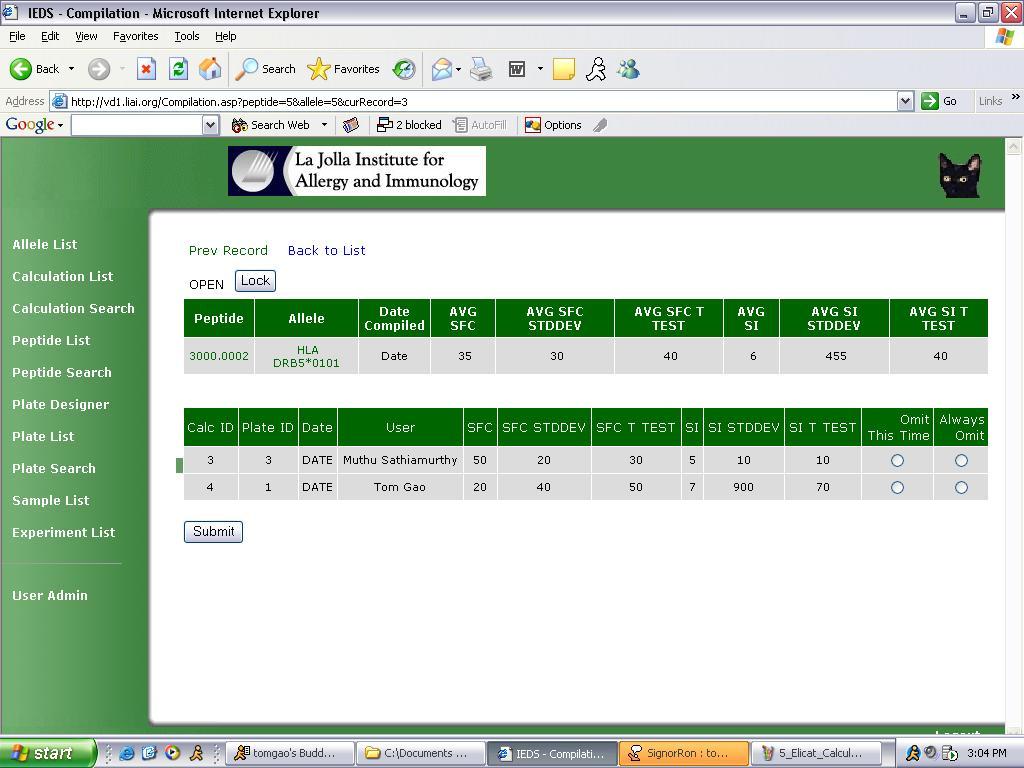 IEDS - Compilation - Microsoft Internet Explorer
File Edit View Favorites Tools Help
Back Search Favorites
Address http://vd1.liai.org/Compilation.asp?peptide=5&allele=5&curRecord=3 Go Links »
Google Search Web 2 blocked AutoFill Options
La Jolla Institute for
Allergy and Immunology
Allele List
Calculation List
Calculation Search
Peptide List
Peptide Search
Plate Designer
Plate List
Plate Search
Sample List
Experiment List
User Admin
Prev Record Back to List
OPEN Lock
Peptide Allele Date Compiled AVG SFC AVG SFC STDDEV AVG SFC T TEST AVG SI AVG SI STDDEV AVG SI T TEST
3000.0002 HLA DRB5*0101 Date 35 30 40 6 455 40
Calc ID Plate ID Date User SFC SFC STDDEV SFC T TEST SI SI STDDEV SI T TEST Omit This Time Always Omit
3 3 DATE Muthu Sathiamurthy 50 20 30 5 10 10
4 1 DATE Tom Gao 20 40 50 7 900 70
Submit
start tomgao's Budd... C:\Documents ... IEDS - Compilati... SignorRon : to... 5_Elicat_Calcul... 3:04 PM